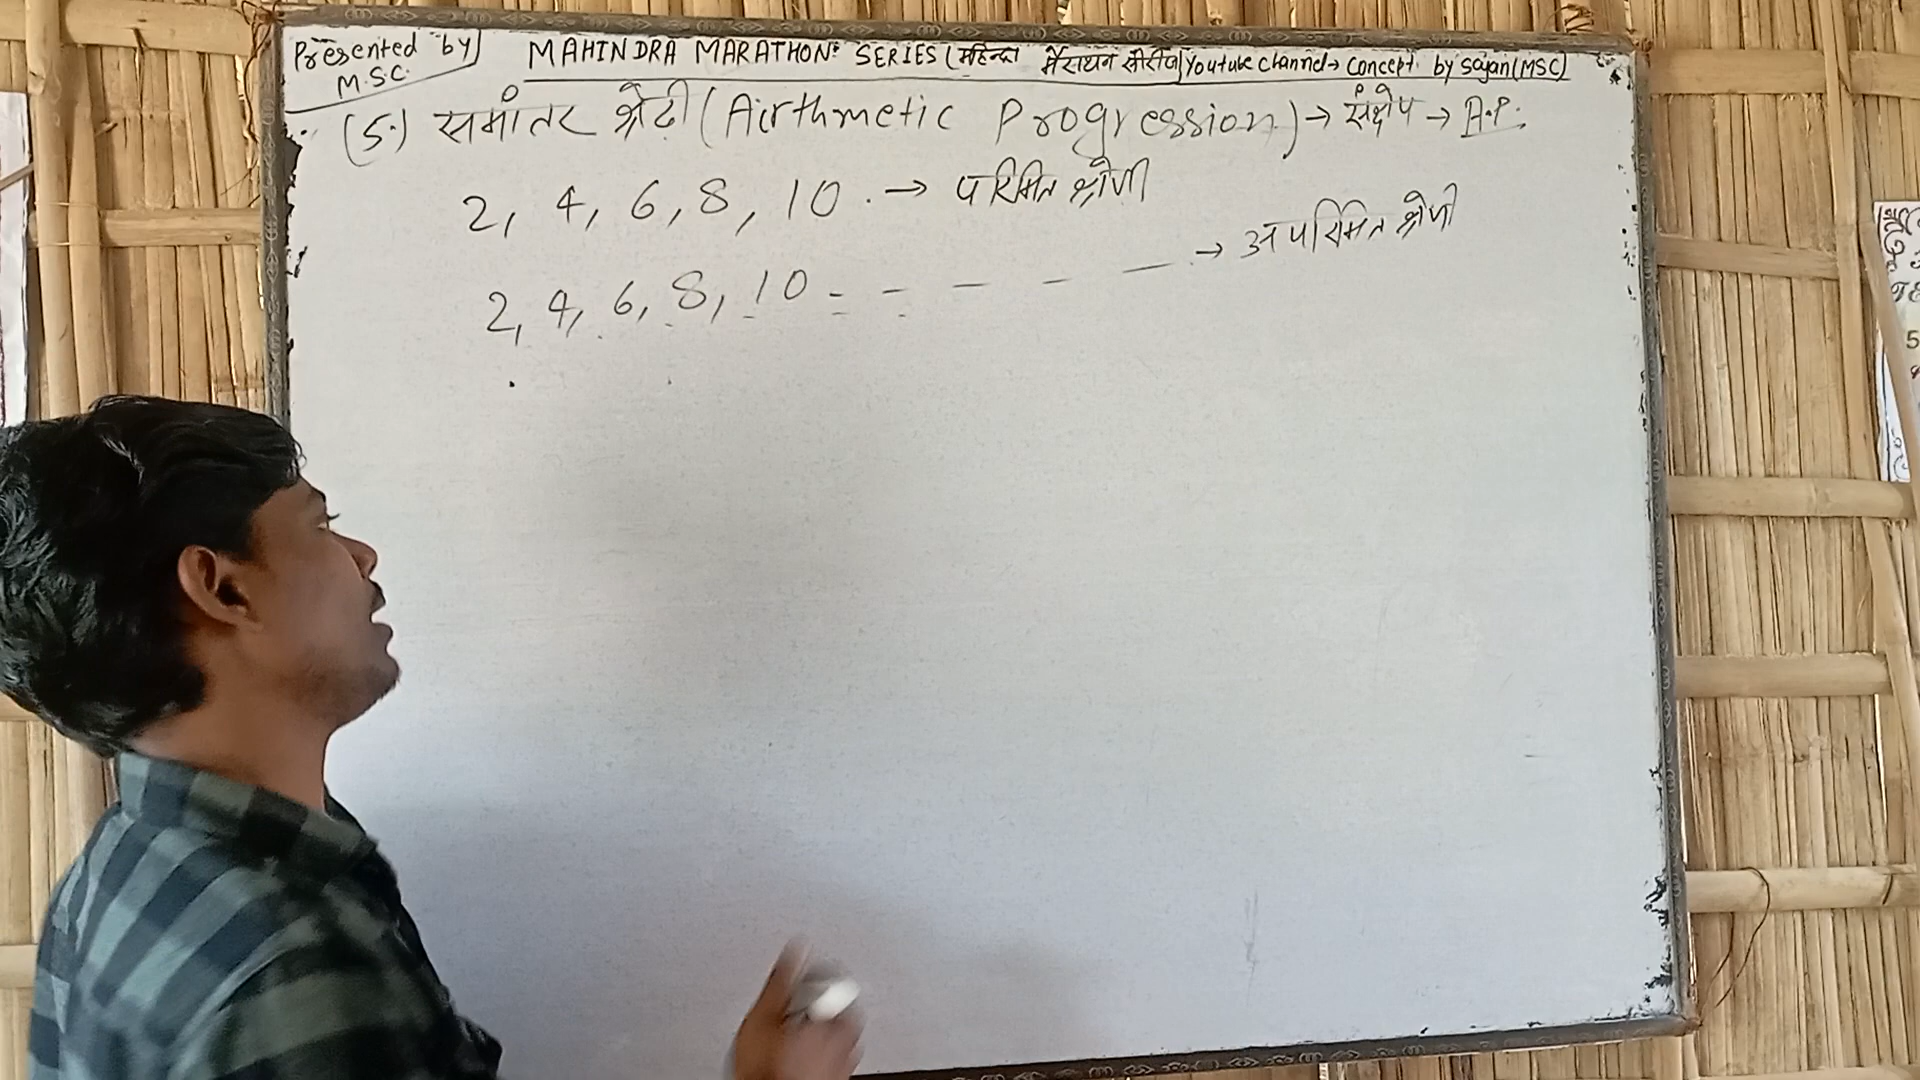 Presented by
M.S.C.
MAHINDRA MARATHON: SERIES (महिन्द्रा मैराथन सीरीज) Youtube channel → Concept by Sajan (MSC)
(5.) समांतर श्रेढ़ी (Airthmetic Progression) → संक्षेप → A.P.
2, 4, 6, 8, 10. → परिमित श्रेणी
2, 4, 6, 8, 10 - - - - — → अपरिमित श्रेणी